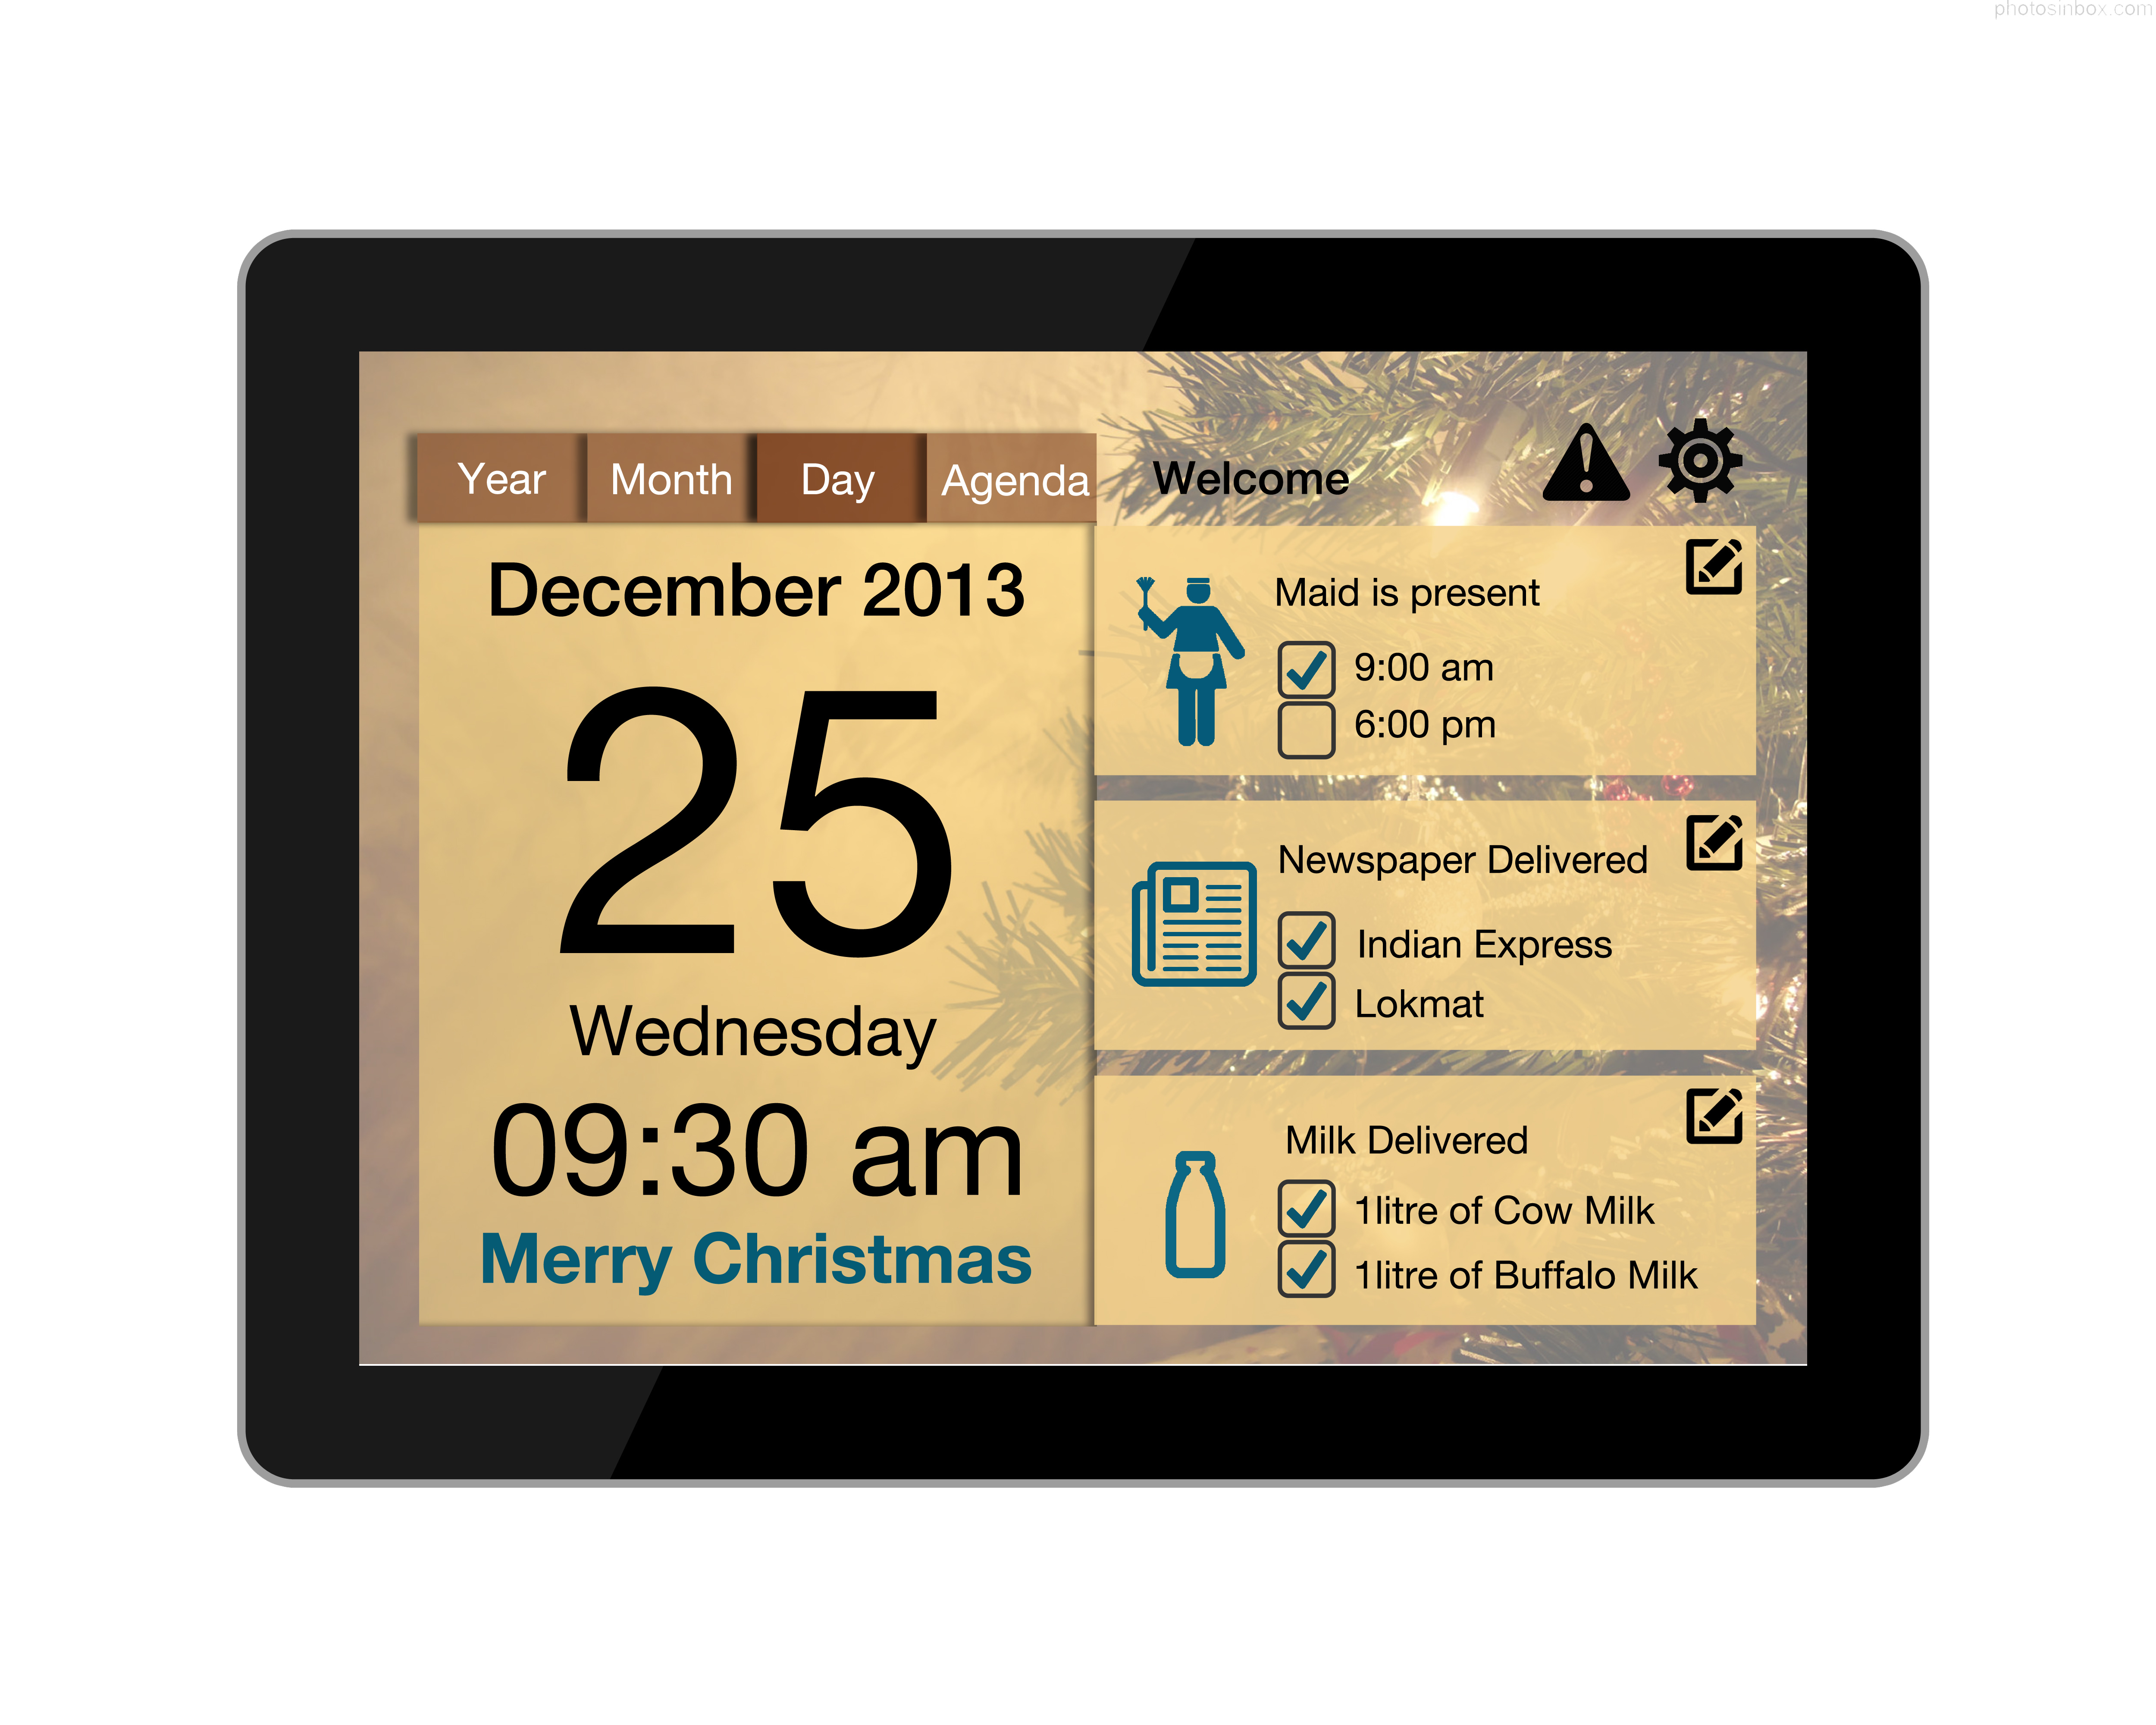 photosinbox.com
Year Month Day Agenda
December 2013
25
Wednesday
09:30 am
Merry Christmas
Welcome
Maid is present
9:00 am
6:00 pm
Newspaper Delivered
Indian Express
Lokmat
Milk Delivered
1litre of Cow Milk
1litre of Buffalo Milk